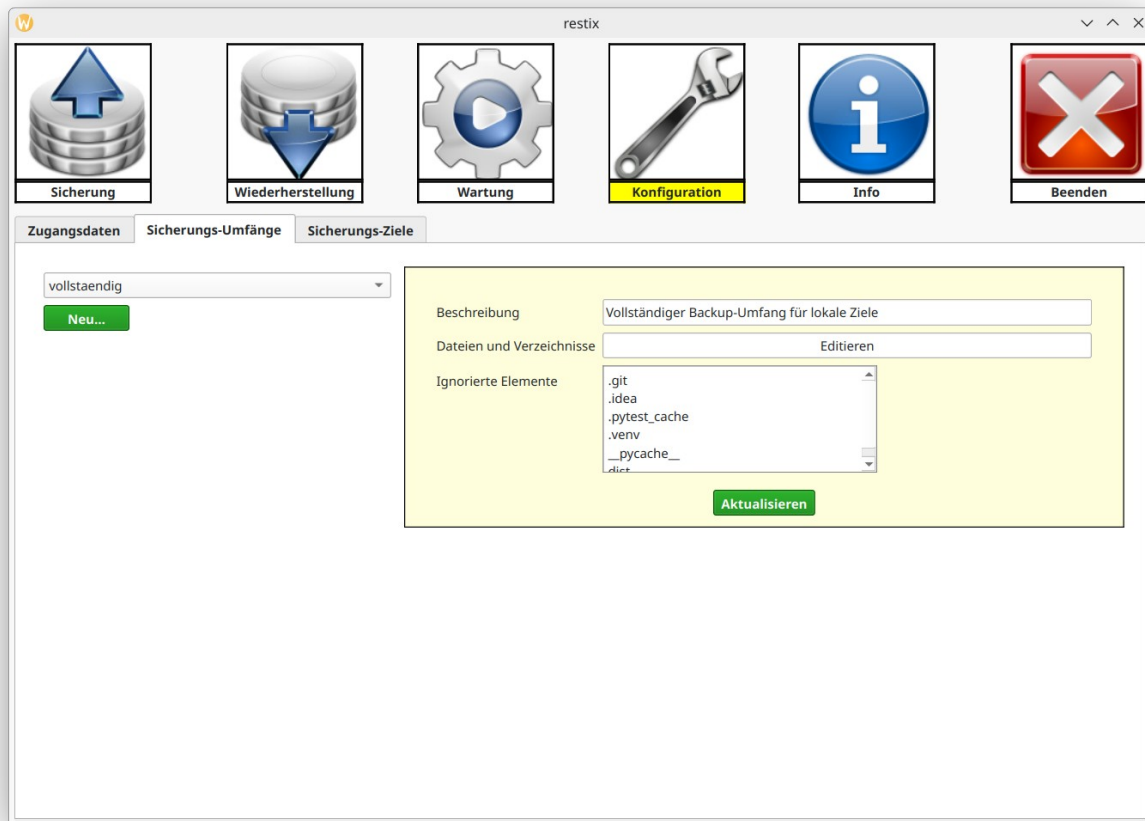 restix
Sicherung
Wiederherstellung
Wartung
Konfiguration
Info
Beenden
Zugangsdaten
Sicherungs-Umfänge
Sicherungs-Ziele
vollstaendig
Neu...
Beschreibung
Vollständiger Backup-Umfang für lokale Ziele
Dateien und Verzeichnisse
Editieren
Ignorierte Elemente
.git
.idea
.pytest_cache
.venv
__pycache__
dist
Aktualisieren